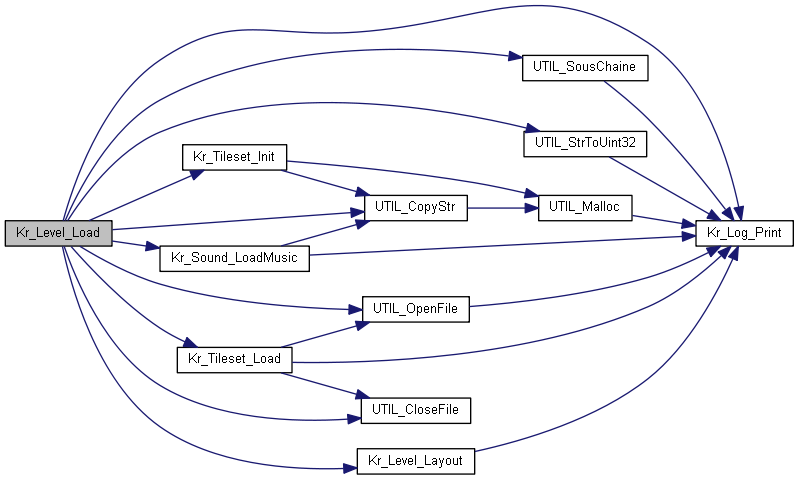 UTIL_SousChaine
UTIL_StrToUint32
Kr_Tileset_Init
UTIL_CopyStr
UTIL_Malloc
Kr_Level_Load
Kr_Log_Print
Kr_Sound_LoadMusic
UTIL_OpenFile
Kr_Tileset_Load
UTIL_CloseFile
Kr_Level_Layout